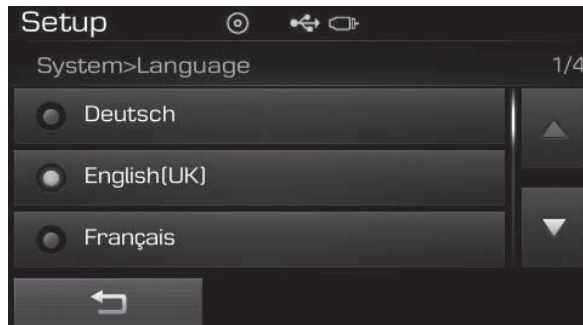 Setup
System>Language 1/4
Deutsch
English(UK)
Français